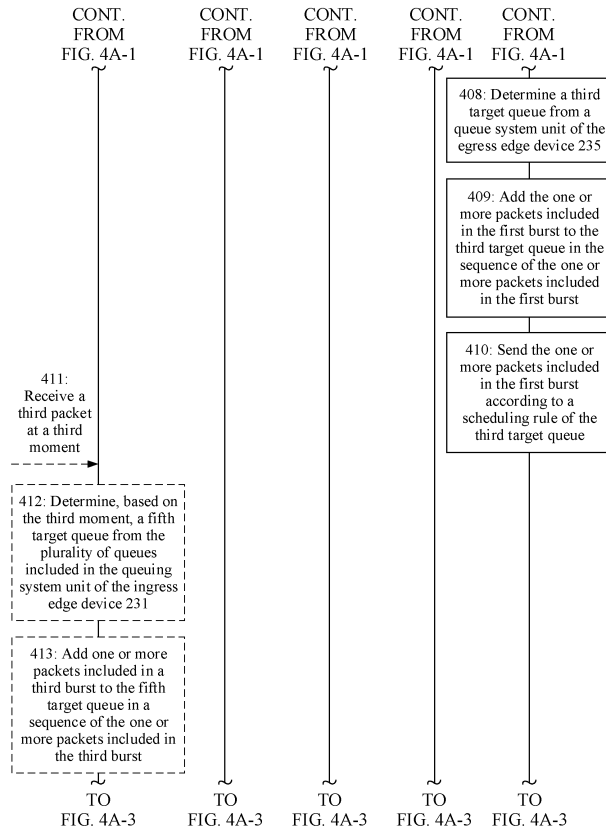 CONT. FROM FIG. 4A-1
CONT. FROM FIG. 4A-1
CONT. FROM FIG. 4A-1
CONT. FROM FIG. 4A-1
CONT. FROM FIG. 4A-1
408: Determine a third
target queue from a
queue system unit of the
egress edge device 235
409: Add the one or
more packets included
in the first burst to the
third target queue in the
sequence of the one or
more packets included
in the first burst
410: Send the one or
more packets included
in the first burst
according to a
scheduling rule of the
third target queue
411:
Receive a
third packet
at a third
moment
412: Determine, based on
the third moment, a fifth
target queue from the
plurality of queues
included in the queuing
system unit of the ingress
edge device 231
413: Add one or more
packets included in a
third burst to the fifth
target queue in a
sequence of the one or
more packets included in
the third burst
TO FIG. 4A-3
TO FIG. 4A-3
TO FIG. 4A-3
TO FIG. 4A-3
TO FIG. 4A-3